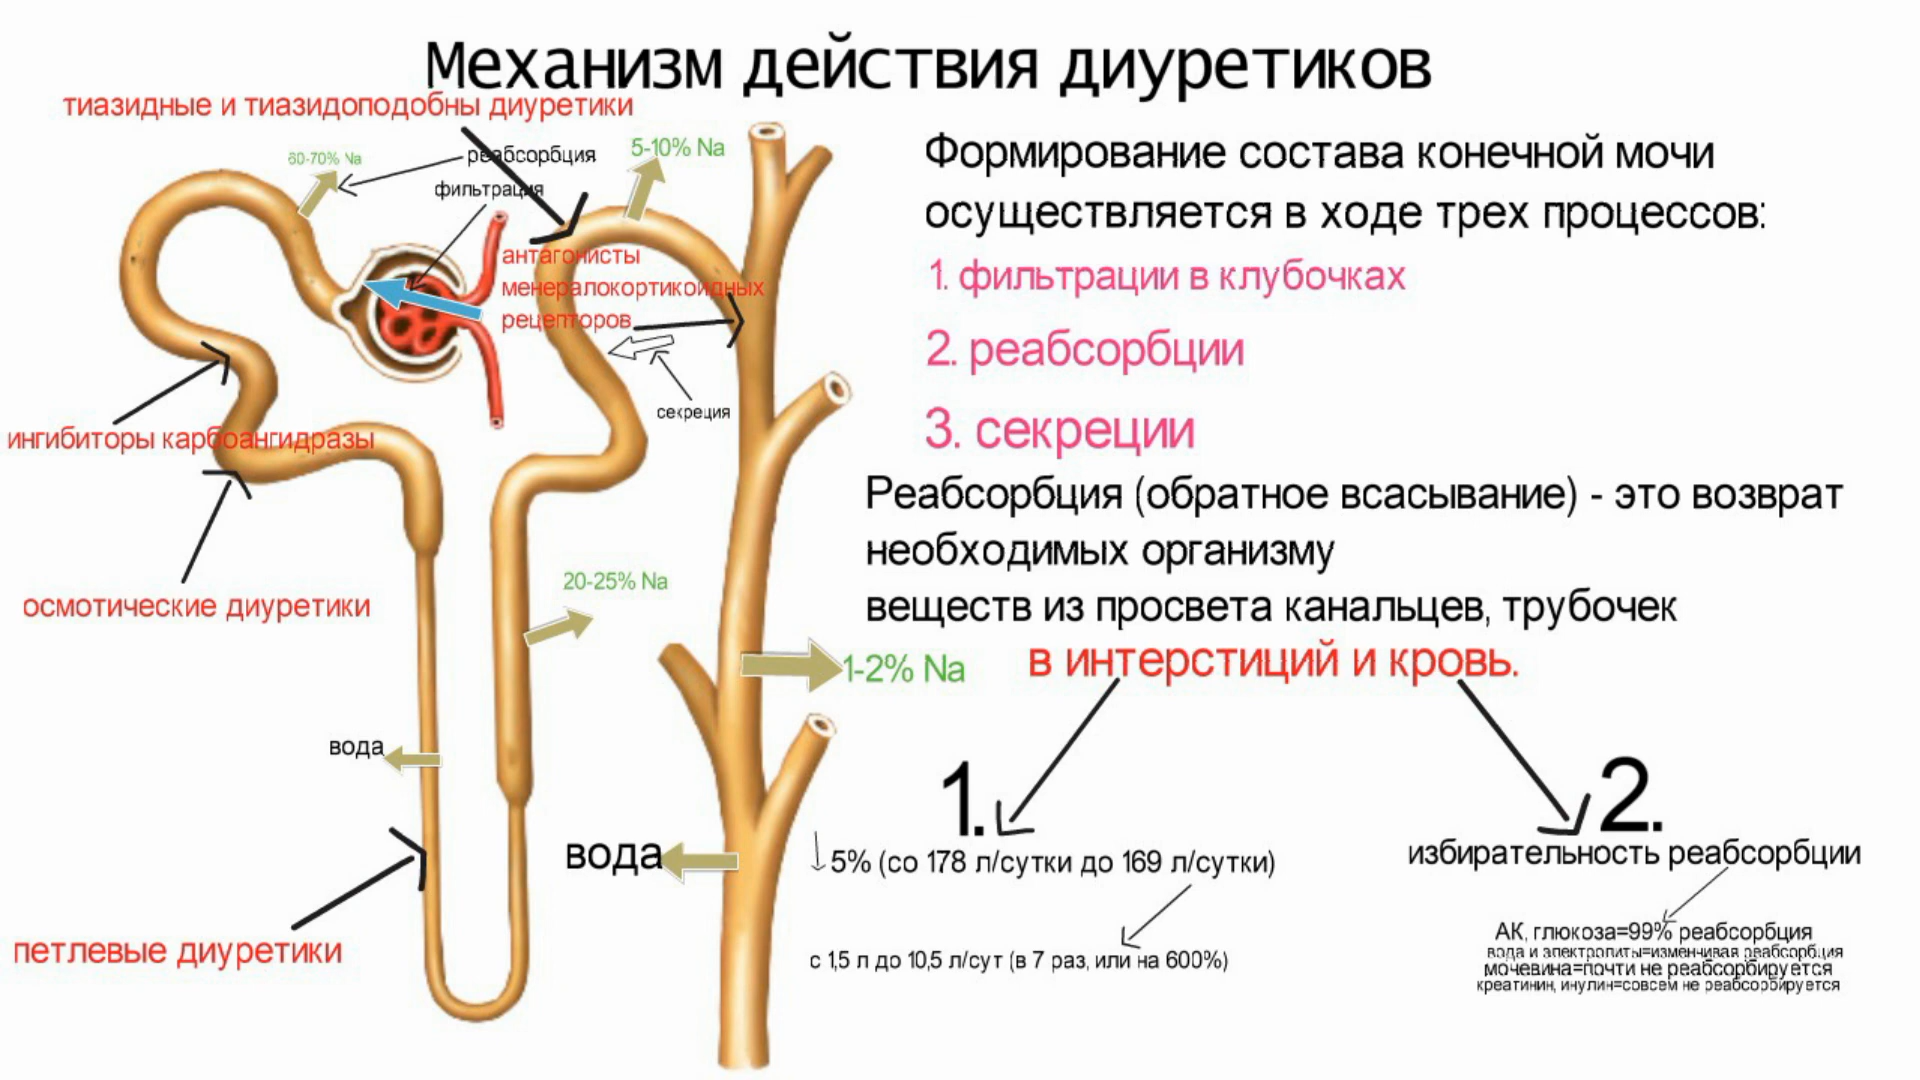 Механизм действия диуретиков
тиазидные и тиазидоподобны диуретики
60-70% Na
реабсорбция
5-10% Na
фильтрация
антагонисты
менералокортикоидных
рецепторов
секреция
ингибиторы карбоангидразы
осмотические диуретики
20-25% Na
1-2% Na
вода
вода
петлевые диуретики
Формирование состава конечной мочи
осуществляется в ходе трех процессов:
1. фильтрации в клубочках
2. реабсорбции
3. секреции
Реабсорбция (обратное всасывание) - это возврат
необходимых организму
веществ из просвета канальцев, трубочек
в интерстиций и кровь.
1.
5% (со 178 л/сутки до 169 л/сутки)
с 1,5 л до 10,5 л/сут (в 7 раз, или на 600%)
2.
избирательность реабсорбции
АК, глюкоза=99% реабсорбция
вода и электролиты=изменчивая реабсорбция
мочевина=почти не реабсорбируется
креатинин, инулин=совсем не реабсорбируется